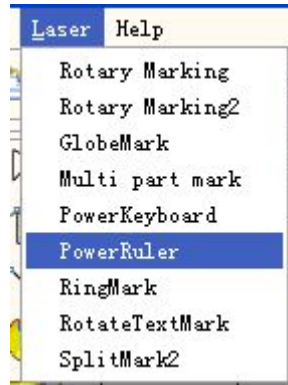 Laser Help
Rotary Marking
Rotary Marking2
GlobeMark
Multi part mark
PowerKeyboard
PowerRuler
RingMark
RotateTextMark
SplitMark2